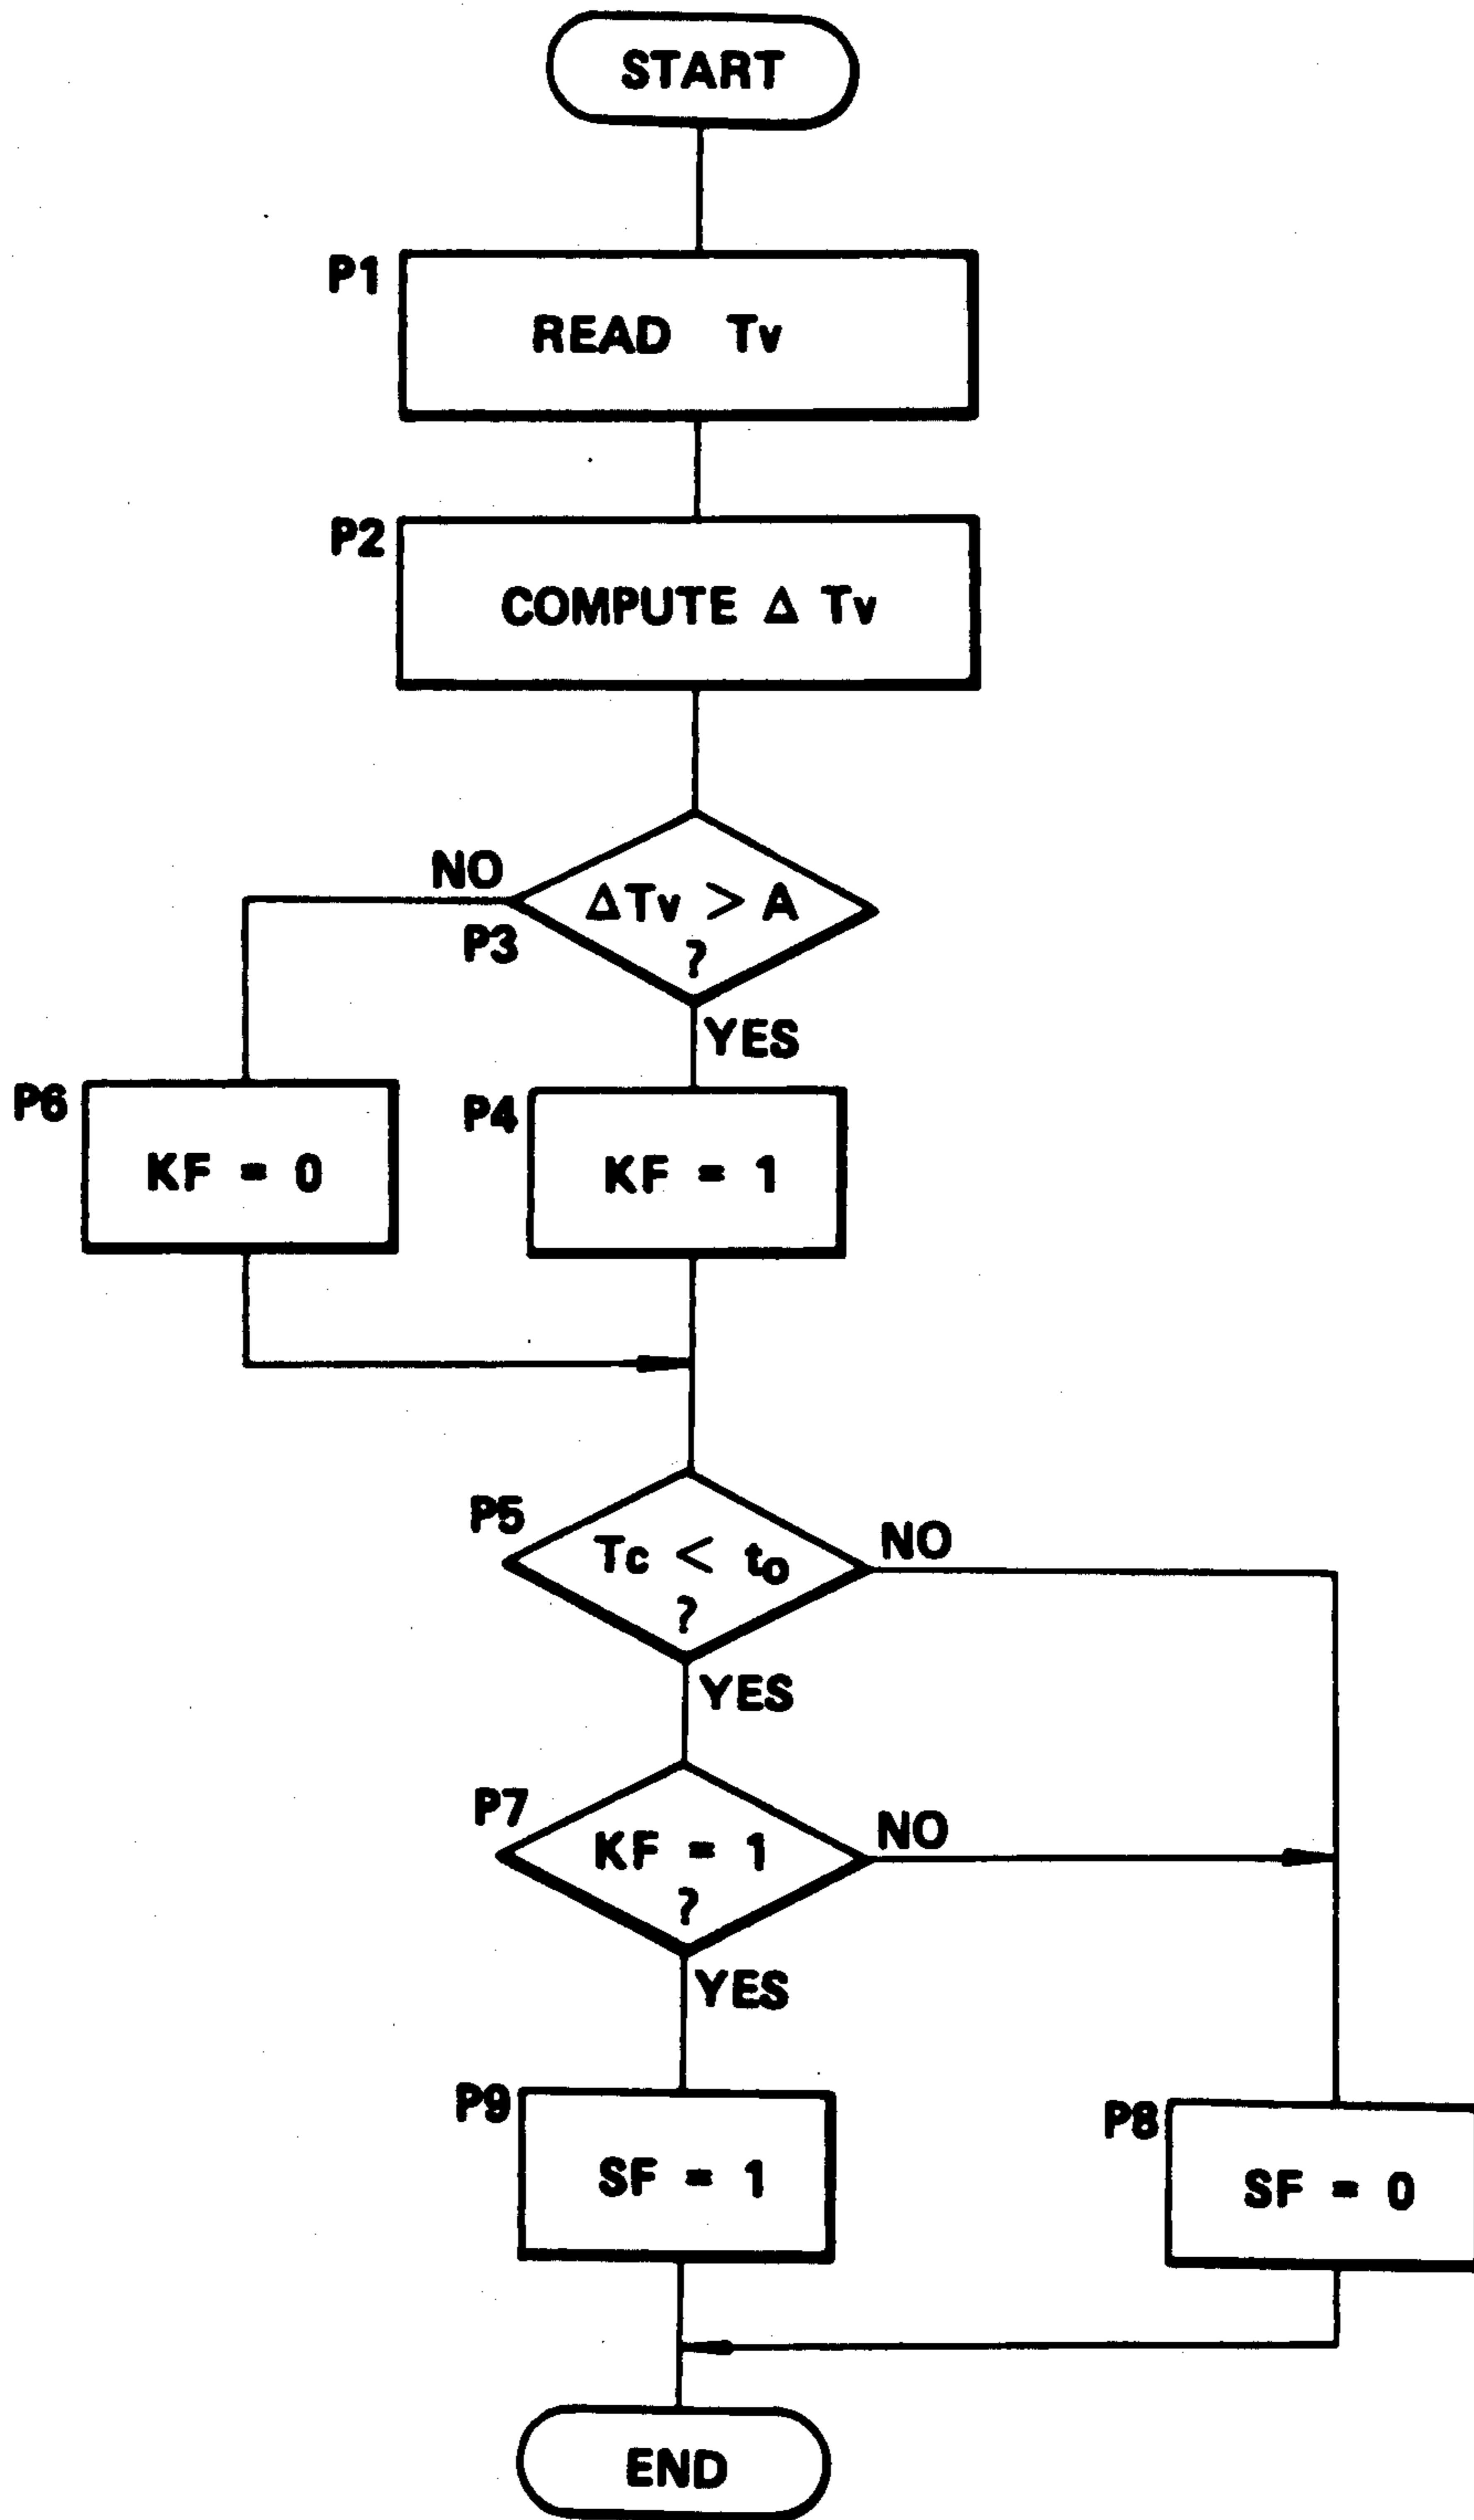 START
P1
READ Tv
P2
COMPUTE Δ Tv
NO
ΔTv > A
?
P3
YES
P6
KF = 0
P4
KF = 1
P5
Tc < to
?
NO
YES
P7
KF = 1
?
NO
YES
P9
SF = 1
P8
SF = 0
END